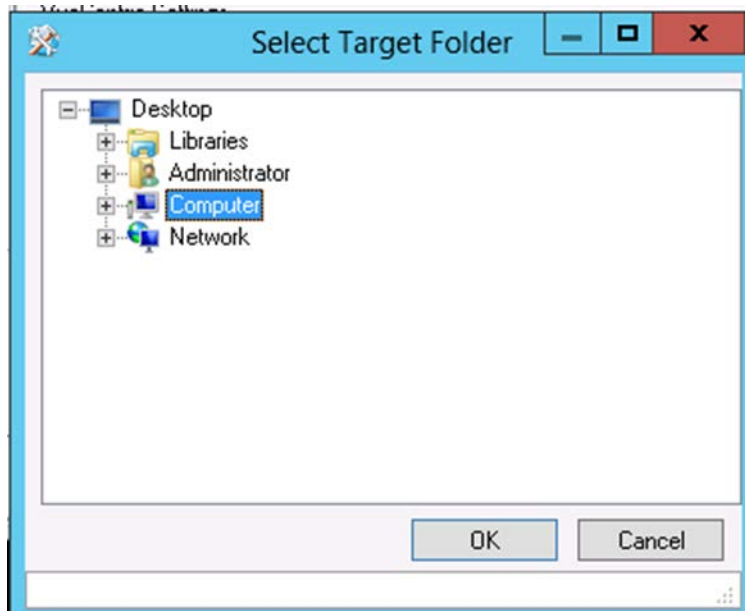 Select Target Folder
Desktop
Libraries
Administrator
Computer
Network
OK
Cancel